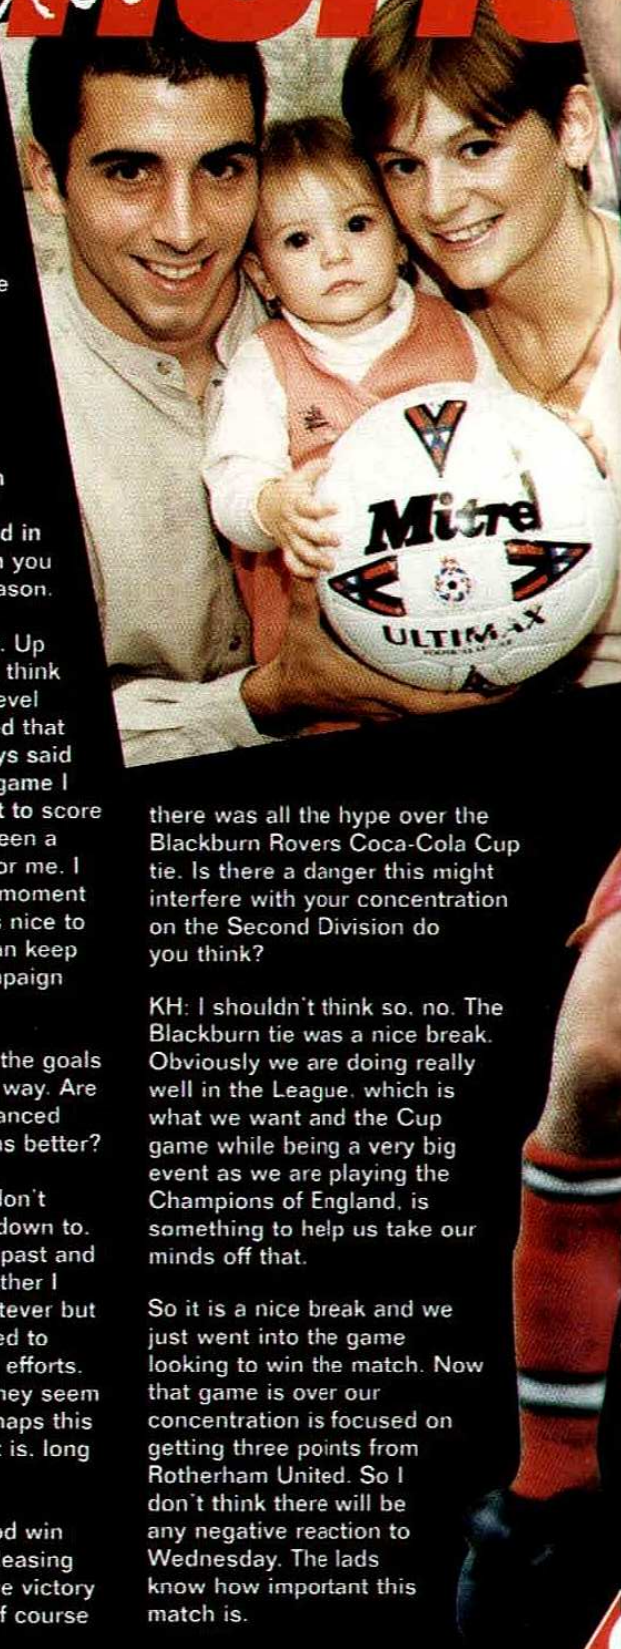 Mitre
ULTIMAX
e
n
d in
n you
ason.
. Up
think
evel
d that
ys said
game I
t to score
een a
or me. I
moment
s nice to
an keep
paign
the goals
way. Are
anced
as better?
lon't
down to.
past and
ther I
tever but
ed to
efforts.
hey seem
haps this
t is. long
od win
leasing
e victory
f course
there was all the hype over the
Blackburn Rovers Coca-Cola Cup
tie. Is there a danger this might
interfere with your concentration
on the Second Division do
you think?
KH: I shouldn't think so. no. The
Blackburn tie was a nice break.
Obviously we are doing really
well in the League. which is
what we want and the Cup
game while being a very big
event as we are playing the
Champions of England. is
something to help us take our
minds off that.
So it is a nice break and we
just went into the game
looking to win the match. Now
that game is over our
concentration is focused on
getting three points from
Rotherham United. So I
don't think there will be
any negative reaction to
Wednesday. The lads
know how important this
match is.